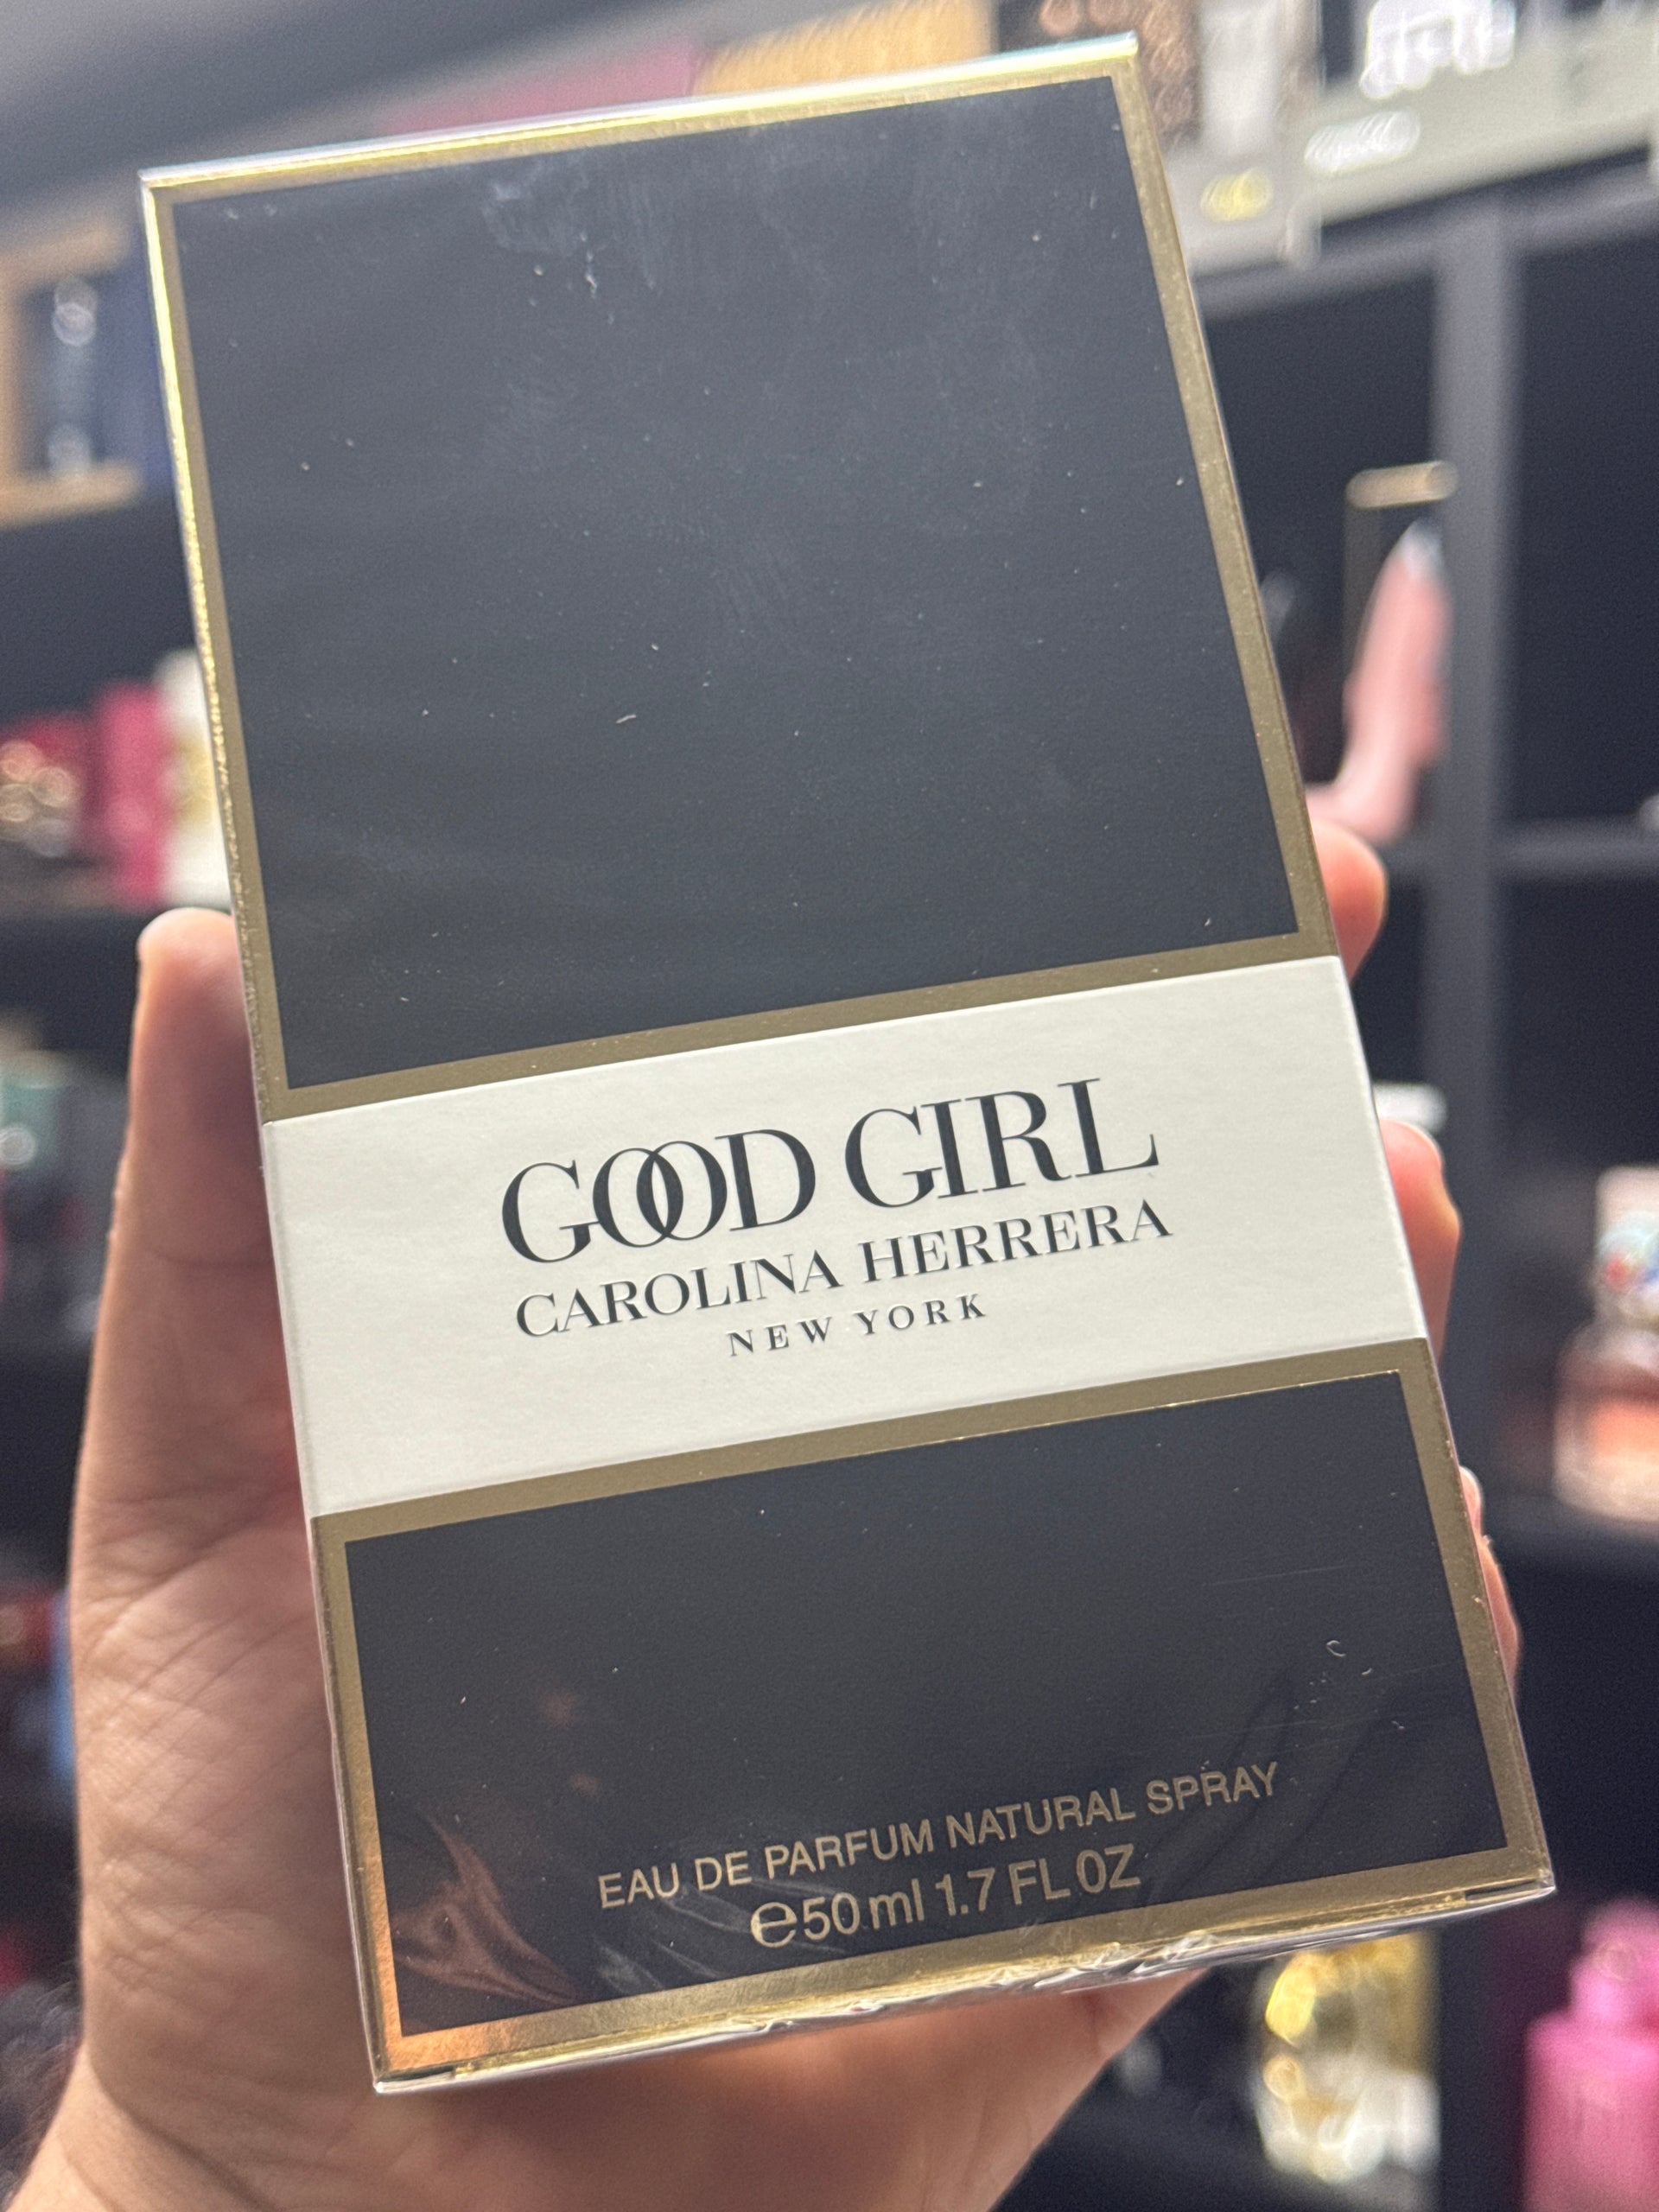 GOOD GIRL
CAROLINA HERRERA
NEW YORK
EAU DE PARFUM NATURAL SPRAY
℮50 ml 1.7 FL OZ